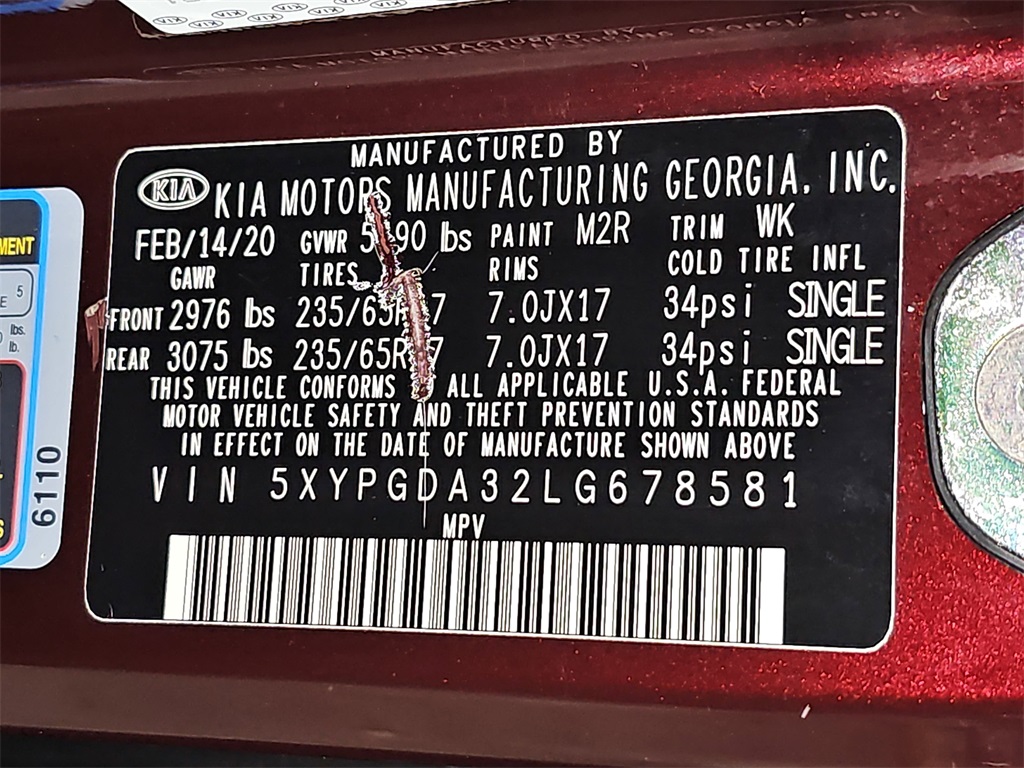 MANUFACTURED BY
KIA KIA MOTORS MANUFACTURING GEORGIA, INC.
FEB/14/20 GVWR lbs PAINT M2R TRIM WK
GAWR TIRES RIMS COLD TIRE INFL
FRONT 2976 lbs 7.0JX17 34psi SINGLE
REAR 3075 lbs 7.0JX17 34psi SINGLE
THIS VEHICLE CONFORMS ALL APPLICABLE U.S.A. FEDERAL
MOTOR VEHICLE SAFETY AND THEFT PREVENTION STANDARDS
IN EFFECT ON THE DATE OF MANUFACTURE SHOWN ABOVE
VIN 5XYPGDA32LG678581
MPV
5
lbs.
lb.
6110